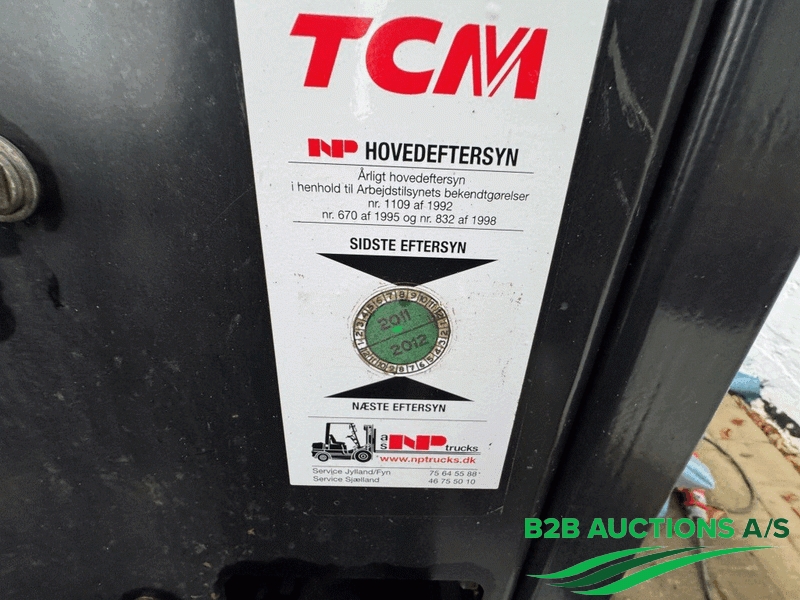 TCM
NP HOVEDEFTERSYN
Årligt hovedeftersyn
i henhold til Arbejdstilsynets bekendtgørelser
nr. 1109 af 1992
nr. 670 af 1995 og nr. 832 af 1998
SIDSTE EFTERSYN
2011
2012
NÆSTE EFTERSYN
as NP trucks
www.nptrucks.dk
Service Jylland/Fyn 75 64 55 88
Service Sjælland 46 75 50 10
B2B AUCTIONS A/S